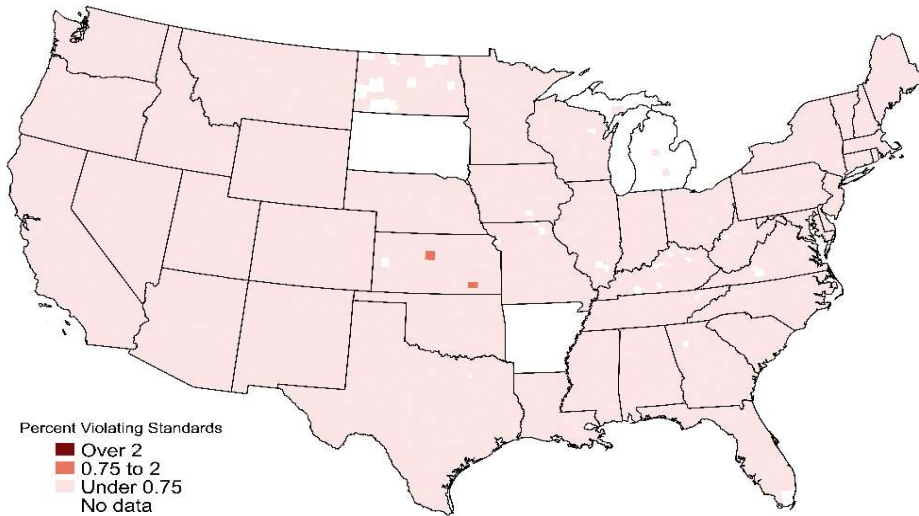 Percent Violating Standards
Over 2
0.75 to 2
Under 0.75
No data